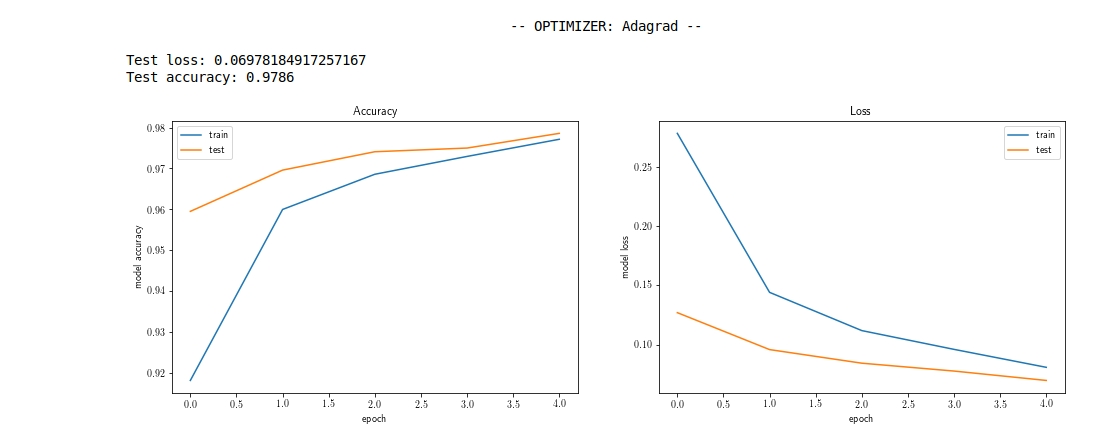 -- OPTIMIZER: Adagrad --
Test loss: 0.06978184917257167
Test accuracy: 0.9786
Accuracy
train
test
0.98
0.97
0.96
0.95
0.94
0.93
0.92
model accuracy
0.0 0.5 1.0 1.5 2.0 2.5 3.0 3.5 4.0
epoch
Loss
train
test
0.25
0.20
0.15
0.10
model loss
0.0 0.5 1.0 1.5 2.0 2.5 3.0 3.5 4.0
epoch